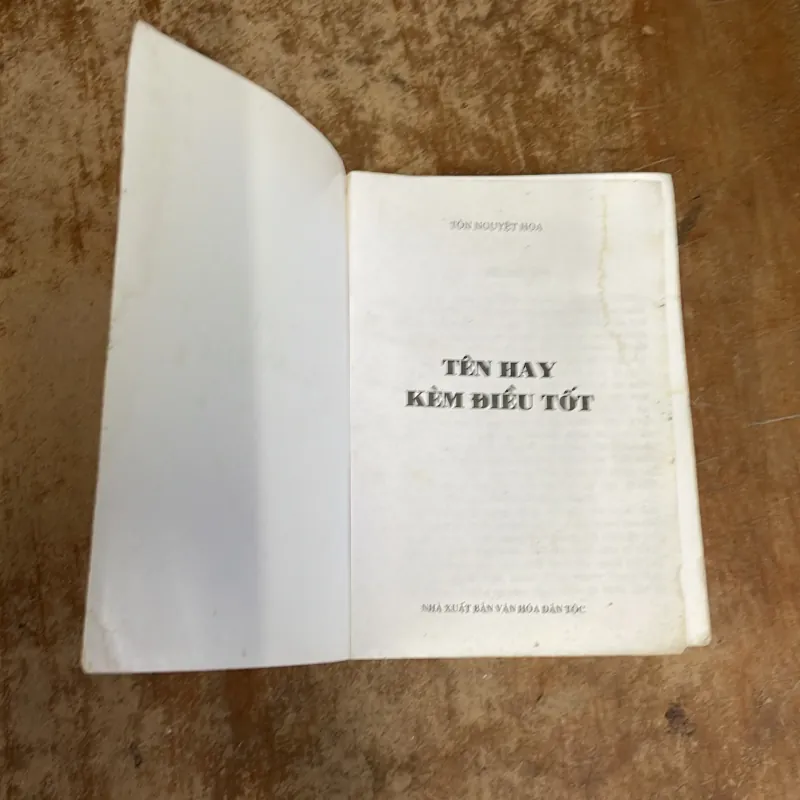 TÔN NGUYỆT HOA
TÊN HAY
KÈM ĐIỀU TỐT
NHÀ XUẤT BẢN VĂN HÓA DÂN TỘC